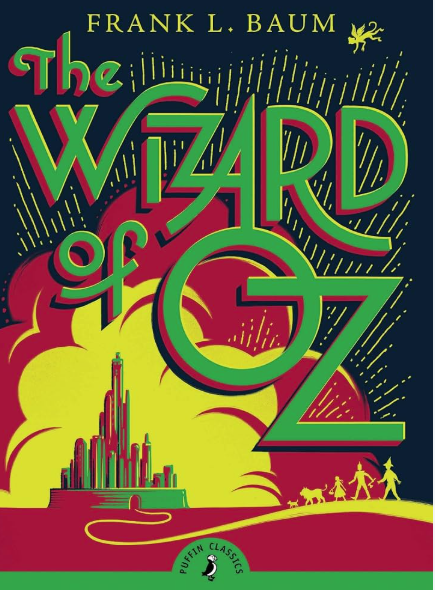 FRANK L. BAUM
The
WIZARD
of OZ
PUFFIN CLASSICS